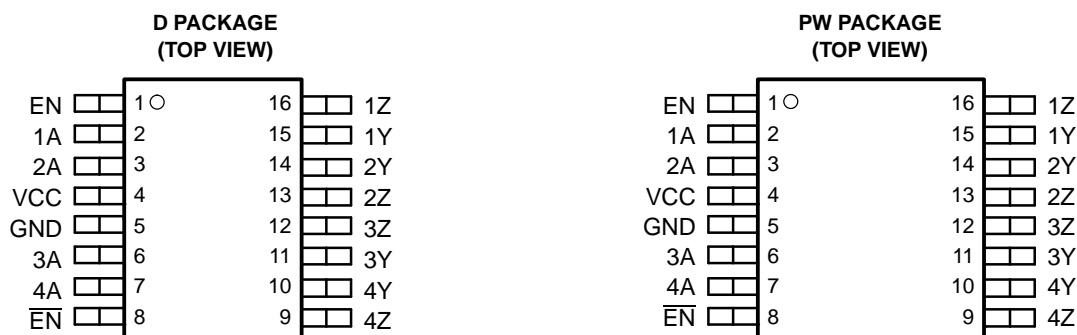 D PACKAGE
(TOP VIEW)
EN 1 16 1Z
1A 2 15 1Y
2A 3 14 2Y
VCC 4 13 2Z
GND 5 12 3Z
3A 6 11 3Y
4A 7 10 4Y
E̅N̅ 8 9 4Z
PW PACKAGE
(TOP VIEW)
EN 1 16 1Z
1A 2 15 1Y
2A 3 14 2Y
VCC 4 13 2Z
GND 5 12 3Z
3A 6 11 3Y
4A 7 10 4Y
E̅N̅ 8 9 4Z